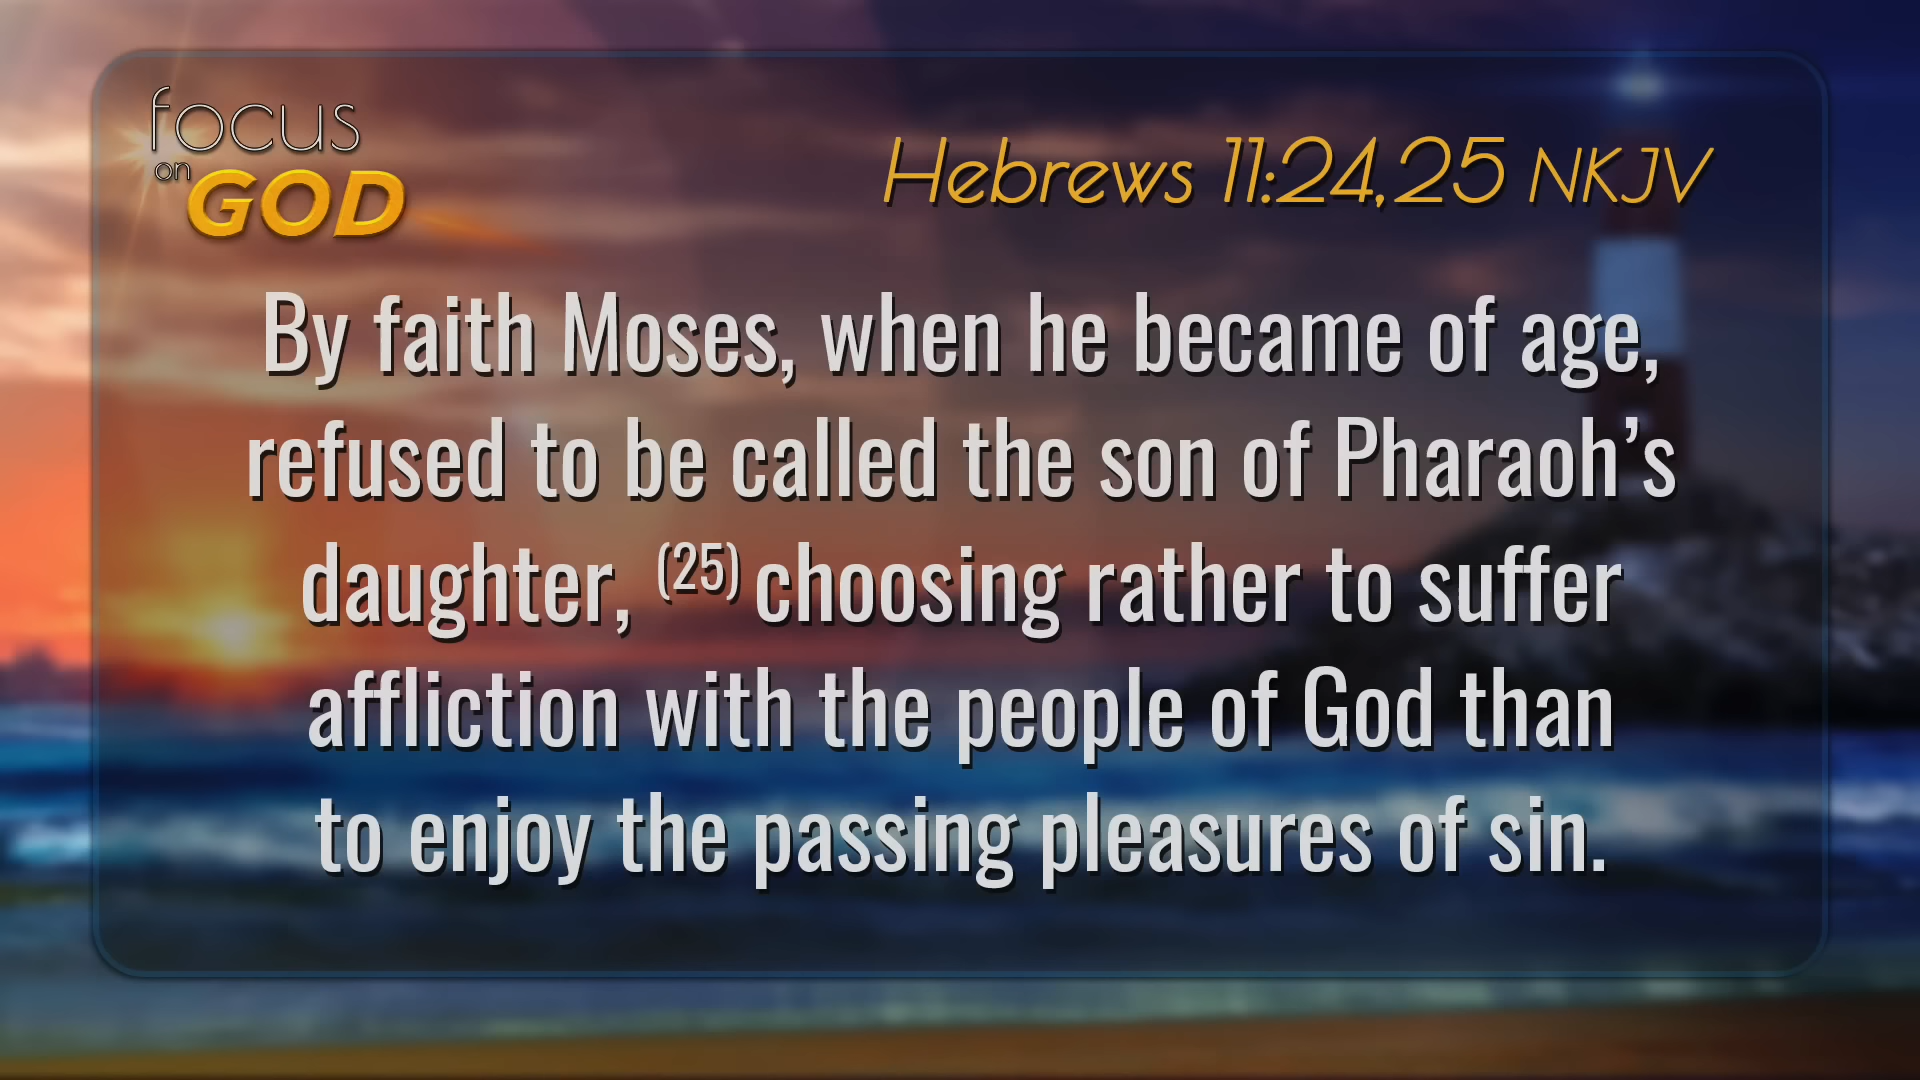 focus
on GOD
Hebrews 11:24,25 NKJV
By faith Moses, when he became of age,
refused to be called the son of Pharaoh’s
daughter, (25) choosing rather to suffer
affliction with the people of God than
to enjoy the passing pleasures of sin.